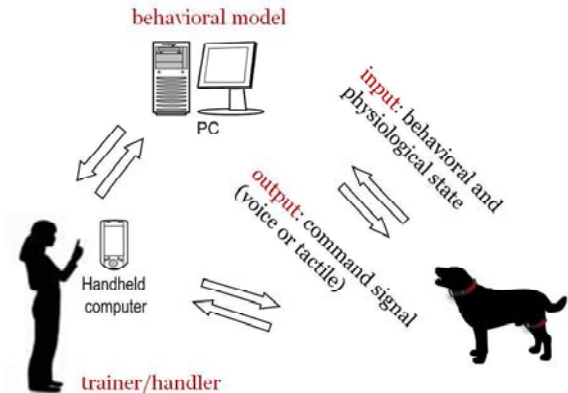 behavioral model
PC
input: behavioral and
physiological state
output: command signal
(voice or tactile)
Handheld
computer
trainer/handler